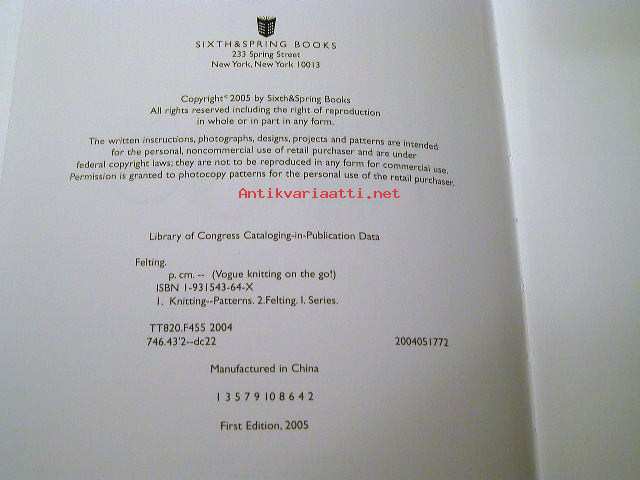 SIXTH&SPRING BOOKS
233 Spring Street
New York, New York 10013
Copyright© 2005 by Sixth&Spring Books
All rights reserved including the right of reproduction
in whole or in part in any form.
The written instructions, photographs, designs, projects and patterns are intended
for the personal, noncommercial use of retail purchaser and are under
federal copyright laws; they are not to be reproduced in any form for commercial use.
Permission is granted to photocopy patterns for the personal use of the retail purchaser.
Antikvariaatti.net
Library of Congress Cataloging-in-Publication Data
Felting.
p. cm. -- (Vogue knitting on the go!)
ISBN 1-931543-64-X
1. Knitting--Patterns. 2.Felting. I. Series.
TT820.F455 2004
746.43'2--dc22 2004051772
Manufactured in China
1 3 5 7 9 10 8 6 4 2
First Edition, 2005